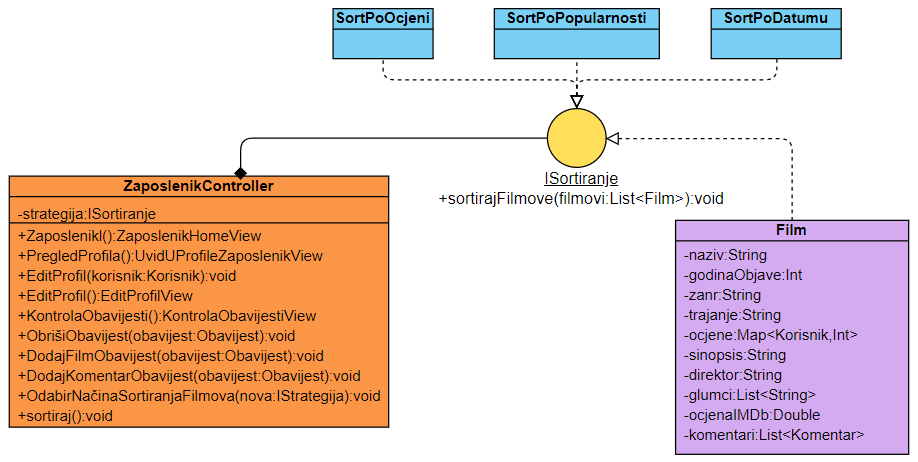 SortPoOcjeni
SortPoPopularnosti
SortPoDatumu
ISortiranje
+sortirajFilmove(filmovi:List<Film>):void
ZaposlenikController
-strategija:ISortiranje
+ZaposlenikI():ZaposlenikHomeView
+PregledProfila():UvidUProfileZaposlenikView
+EditProfil(korisnik:Korisnik):void
+EditProfil():EditProfilView
+KontrolaObavijesti():KontrolaObavijestiView
+ObrišiObavijest(obavijest:Obavijest):void
+DodajFilmObavijest(obavijest:Obavijest):void
+DodajKomentarObavijest(obavijest:Obavijest):void
+OdabirNačinaSortiranjaFilmova(nova:IStrategija):void
+sortiraj():void
Film
-naziv:String
-godinaObjave:Int
-zanr:String
-trajanje:String
-ocjene:Map<Korisnik,Int>
-sinopsis:String
-direktor:String
-glumci:List<String>
-ocjenaIMDb:Double
-komentari:List<Komentar>